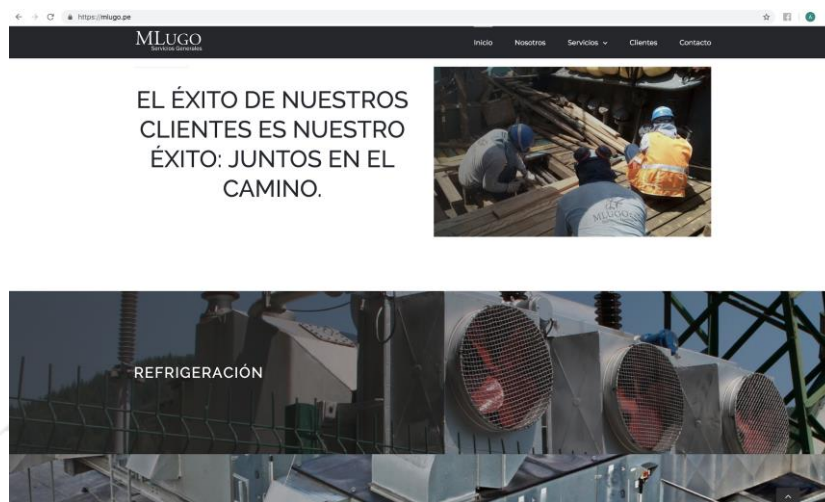 https://mlugo.pe
MLUGO
Servicios Generales
Inicio Nosotros Servicios Clientes Contacto
EL ÉXITO DE NUESTROS
CLIENTES ES NUESTRO
ÉXITO: JUNTOS EN EL
CAMINO.
MLUGO
REFRIGERACIÓN